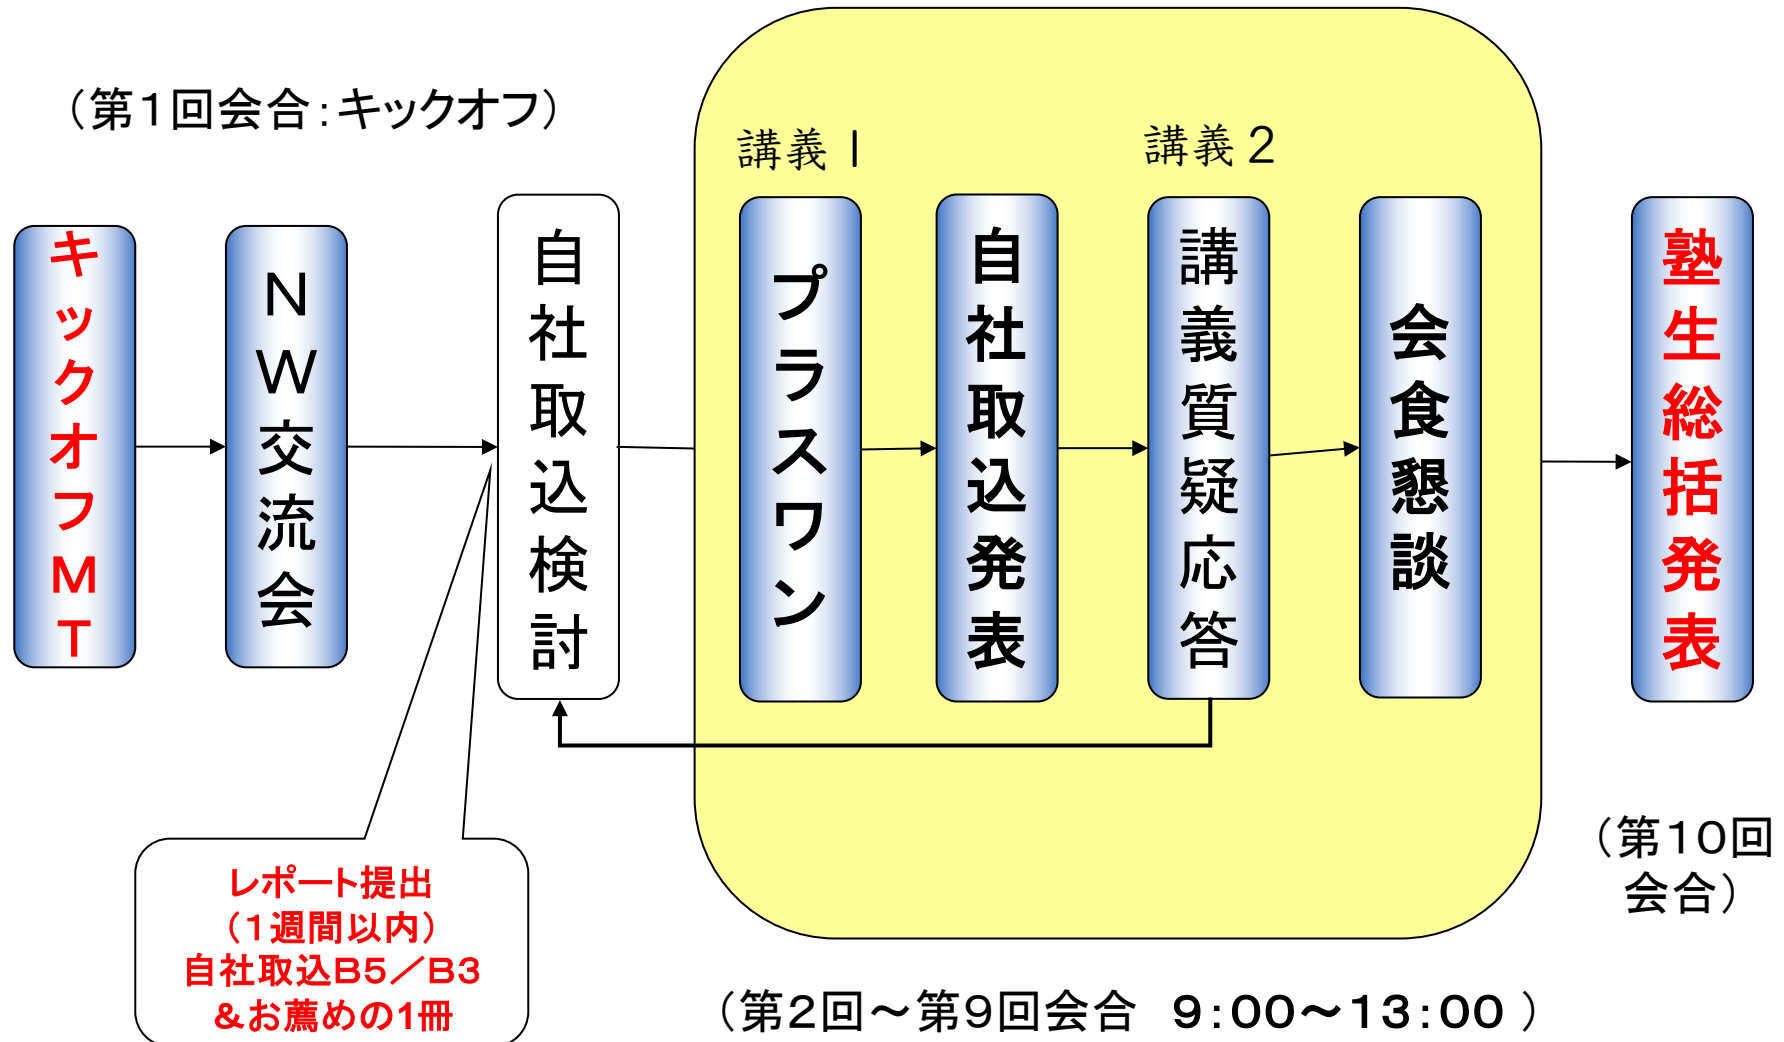 （第1回会合：キックオフ）
講義1
講義2
キックオフMT
NW交流会
自社取込検討
プラスワン
自社取込発表
講義質疑応答
会食懇談
塾生総括発表
レポート提出
（1週間以内）
自社取込B5／B3
&お薦めの1冊
（第10回
会合）
（第2回～第9回会合　9：00～13：00 ）